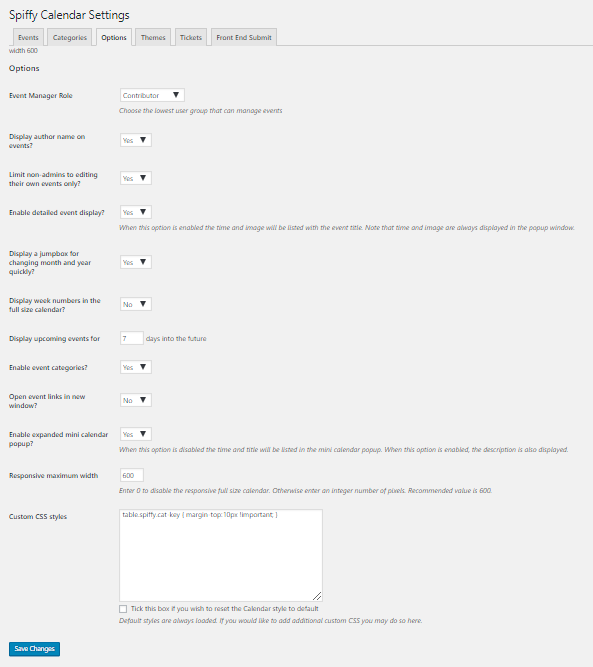 Spiffy Calendar Settings
Events Categories Options Themes Tickets Front End Submit
width 600
Options
Event Manager Role
Contributor
Choose the lowest user group that can manage events
Display author name on
events?
Yes
Limit non-admins to editing
their own events only?
Yes
Enable detailed event display?
Yes
When this option is enabled the time and image will be listed with the event title. Note that time and image are always displayed in the popup window.
Display a jumpbox for
changing month and year
quickly?
Yes
Display week numbers in the
full size calendar?
No
Display upcoming events for
7 days into the future
Enable event categories?
Yes
Open event links in new
window?
No
Enable expanded mini calendar
popup?
Yes
When this option is disabled the time and title will be listed in the mini calendar popup. When this option is enabled, the description is also displayed.
Responsive maximum width
600
Enter 0 to disable the responsive full size calendar. Otherwise enter an integer number of pixels. Recommended value is 600.
Custom CSS styles
table.spiffy.cat-key { margin-top:10px !important; }
Tick this box if you wish to reset the Calendar style to default
Default styles are always loaded. If you would like to add additional custom CSS you may do so here.
Save Changes